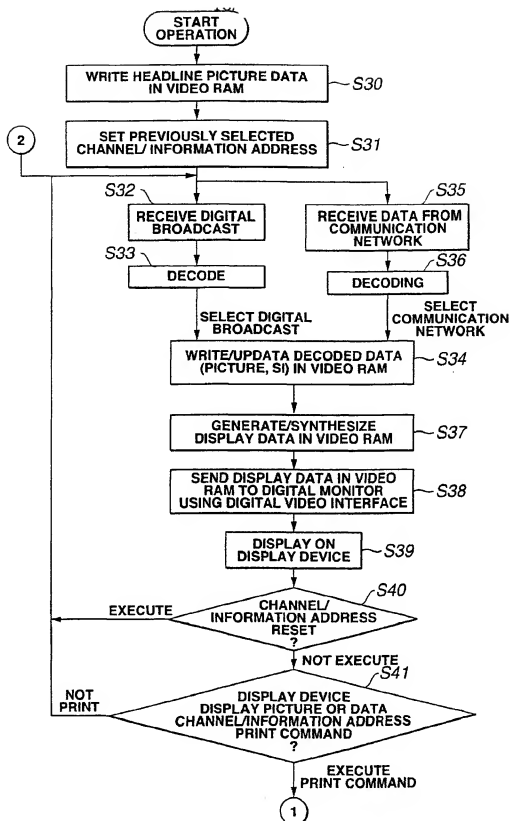 START
OPERATION
WRITE HEADLINE PICTURE DATA
IN VIDEO RAM
S30
2
SET PREVIOUSLY SELECTED
CHANNEL/ INFORMATION ADDRESS
S31
S32
RECEIVE DIGITAL
BROADCAST
S35
RECEIVE DATA FROM
COMMUNICATION
NETWORK
S33
DECODE
S36
DECODING
SELECT DIGITAL
BROADCAST
SELECT
COMMUNICATION
NETWORK
WRITE/UPDATA DECODED DATA
(PICTURE, SI) IN VIDEO RAM
S34
GENERATE/SYNTHESIZE
DISPLAY DATA IN VIDEO RAM
S37
SEND DISPLAY DATA IN VIDEO
RAM TO DIGITAL MONITOR
USING DIGITAL VIDEO INTERFACE
S38
DISPLAY ON
DISPLAY DEVICE
S39
S40
EXECUTE
CHANNEL/
INFORMATION ADDRESS
RESET
?
NOT EXECUTE
S41
NOT
PRINT
DISPLAY DEVICE
DISPLAY PICTURE OR DATA
CHANNEL/INFORMATION ADDRESS
PRINT COMMAND
?
EXECUTE
PRINT COMMAND
1